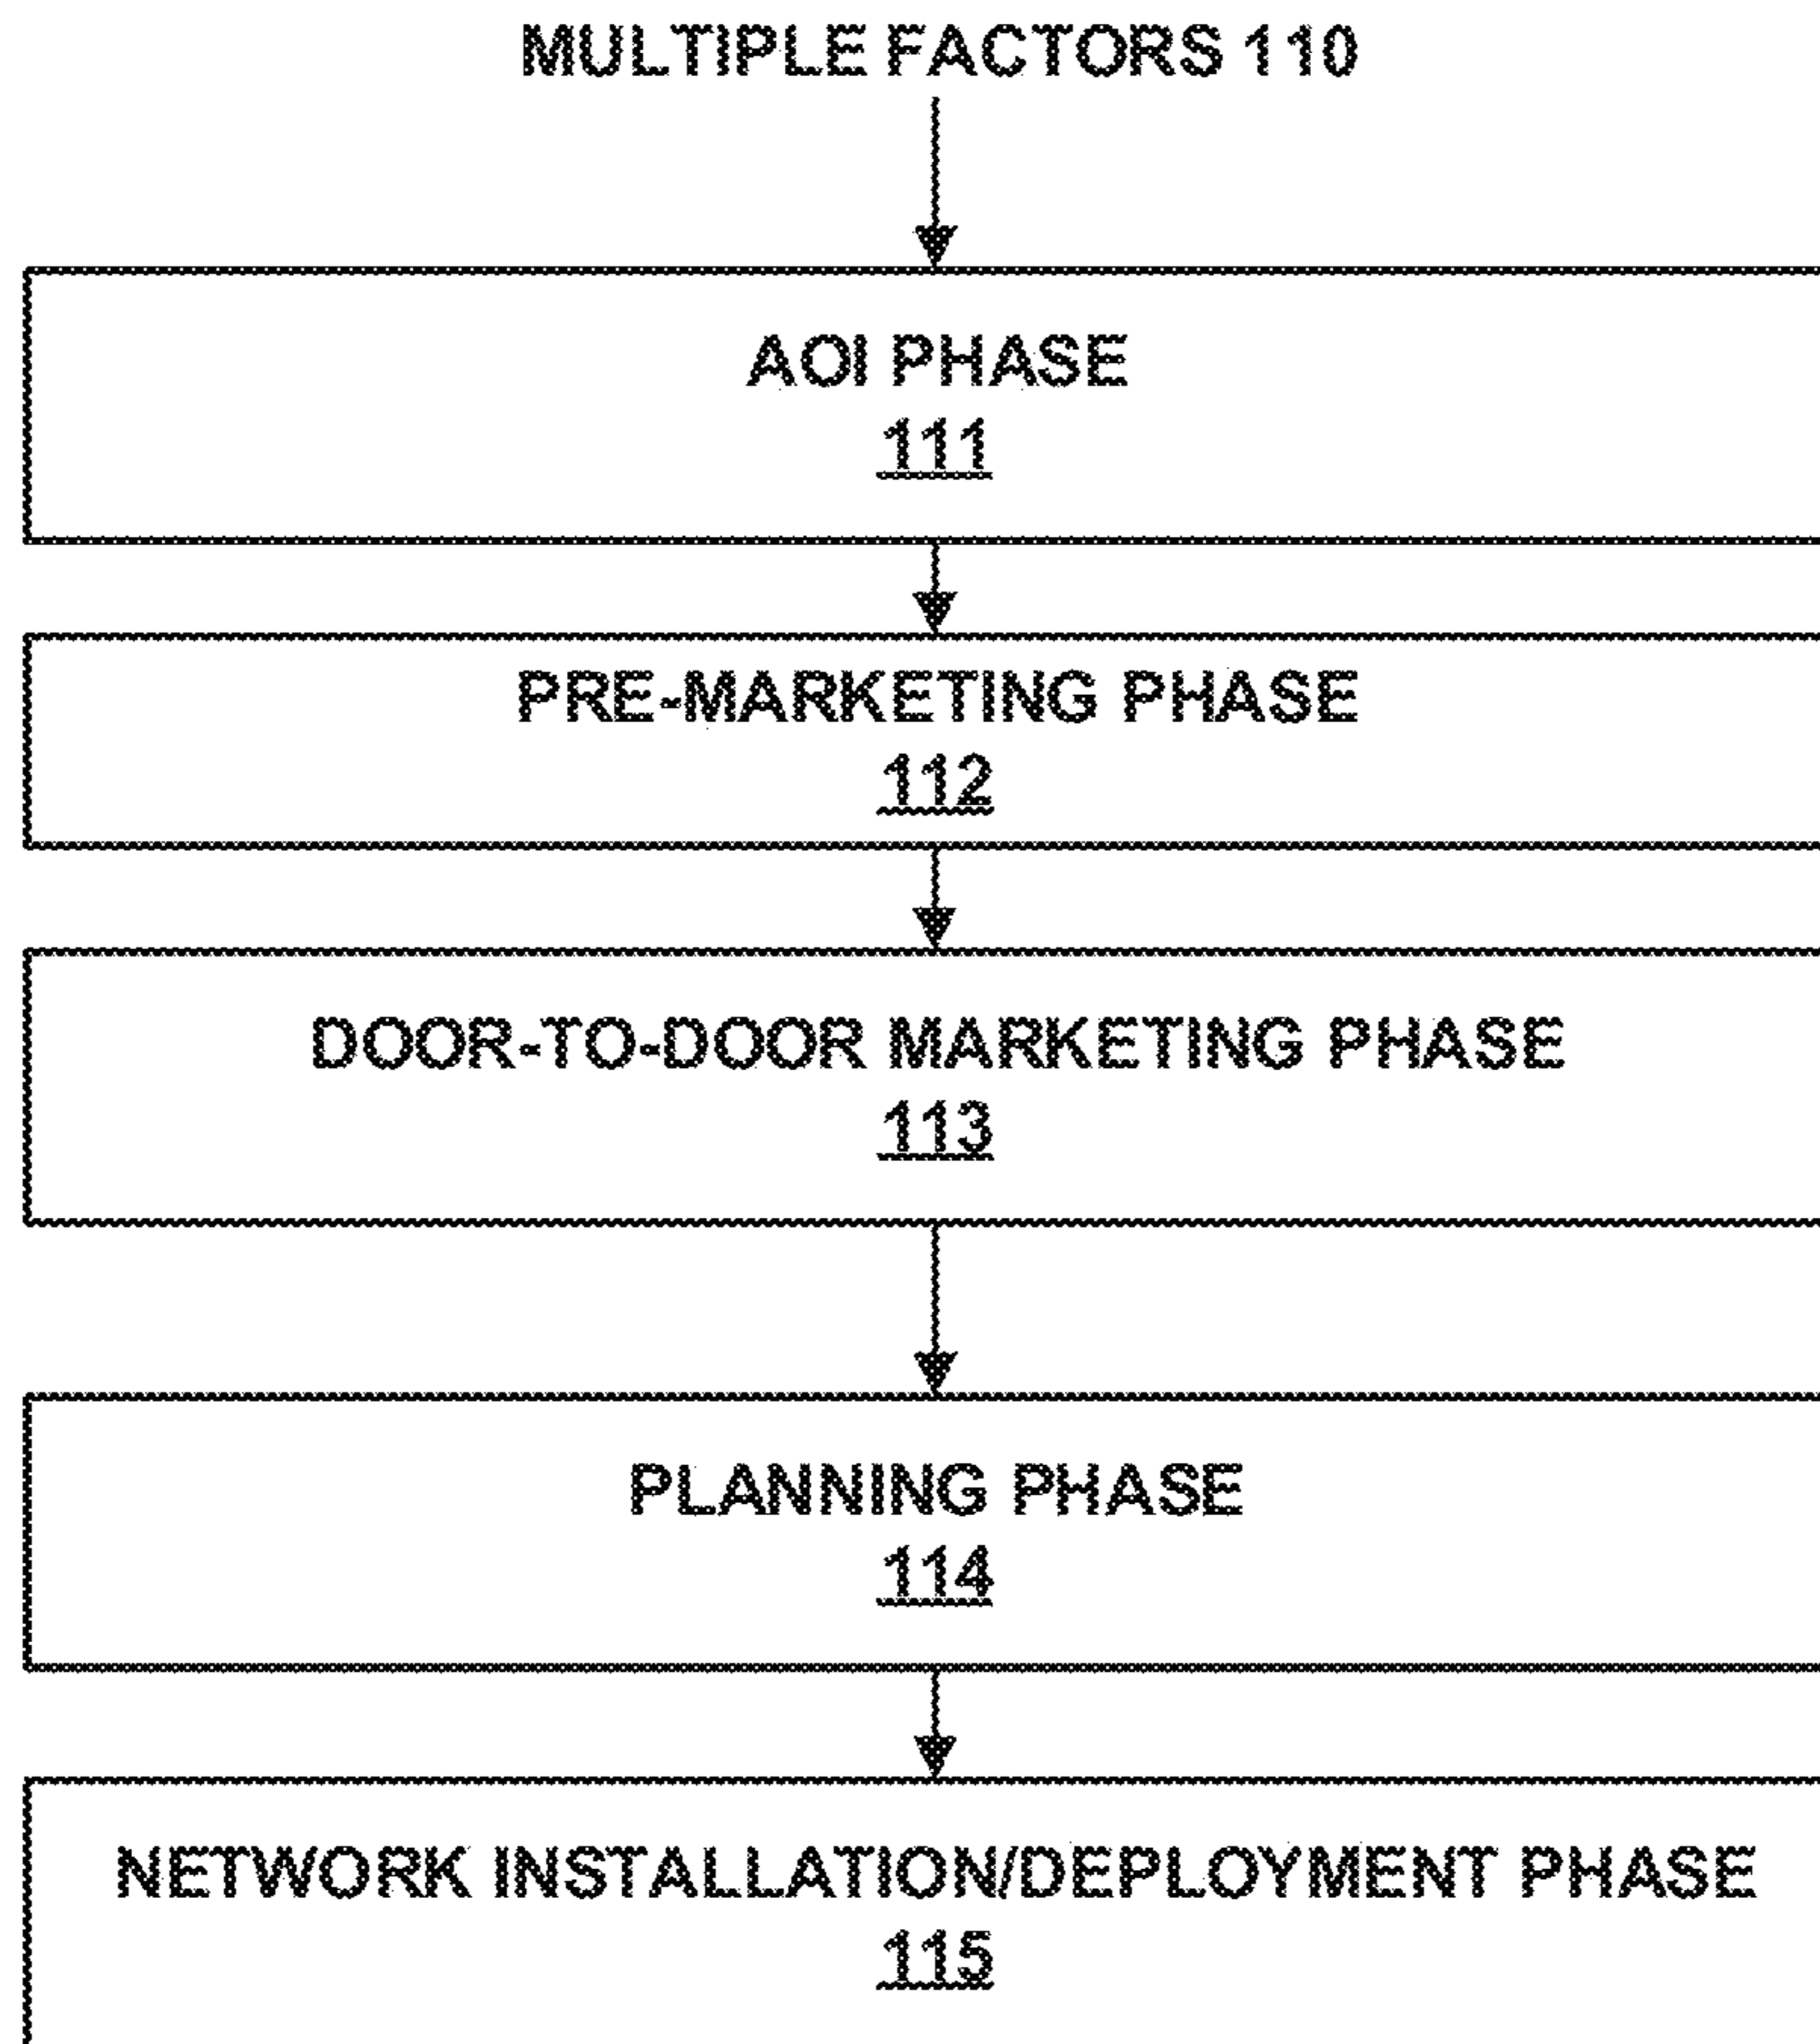 MULTIPLE FACTORS 110
AOI PHASE
111
PRE-MARKETING PHASE
112
DOOR-TO-DOOR MARKETING PHASE
113
PLANNING PHASE
114
NETWORK INSTALLATION/DEPLOYMENT PHASE
115